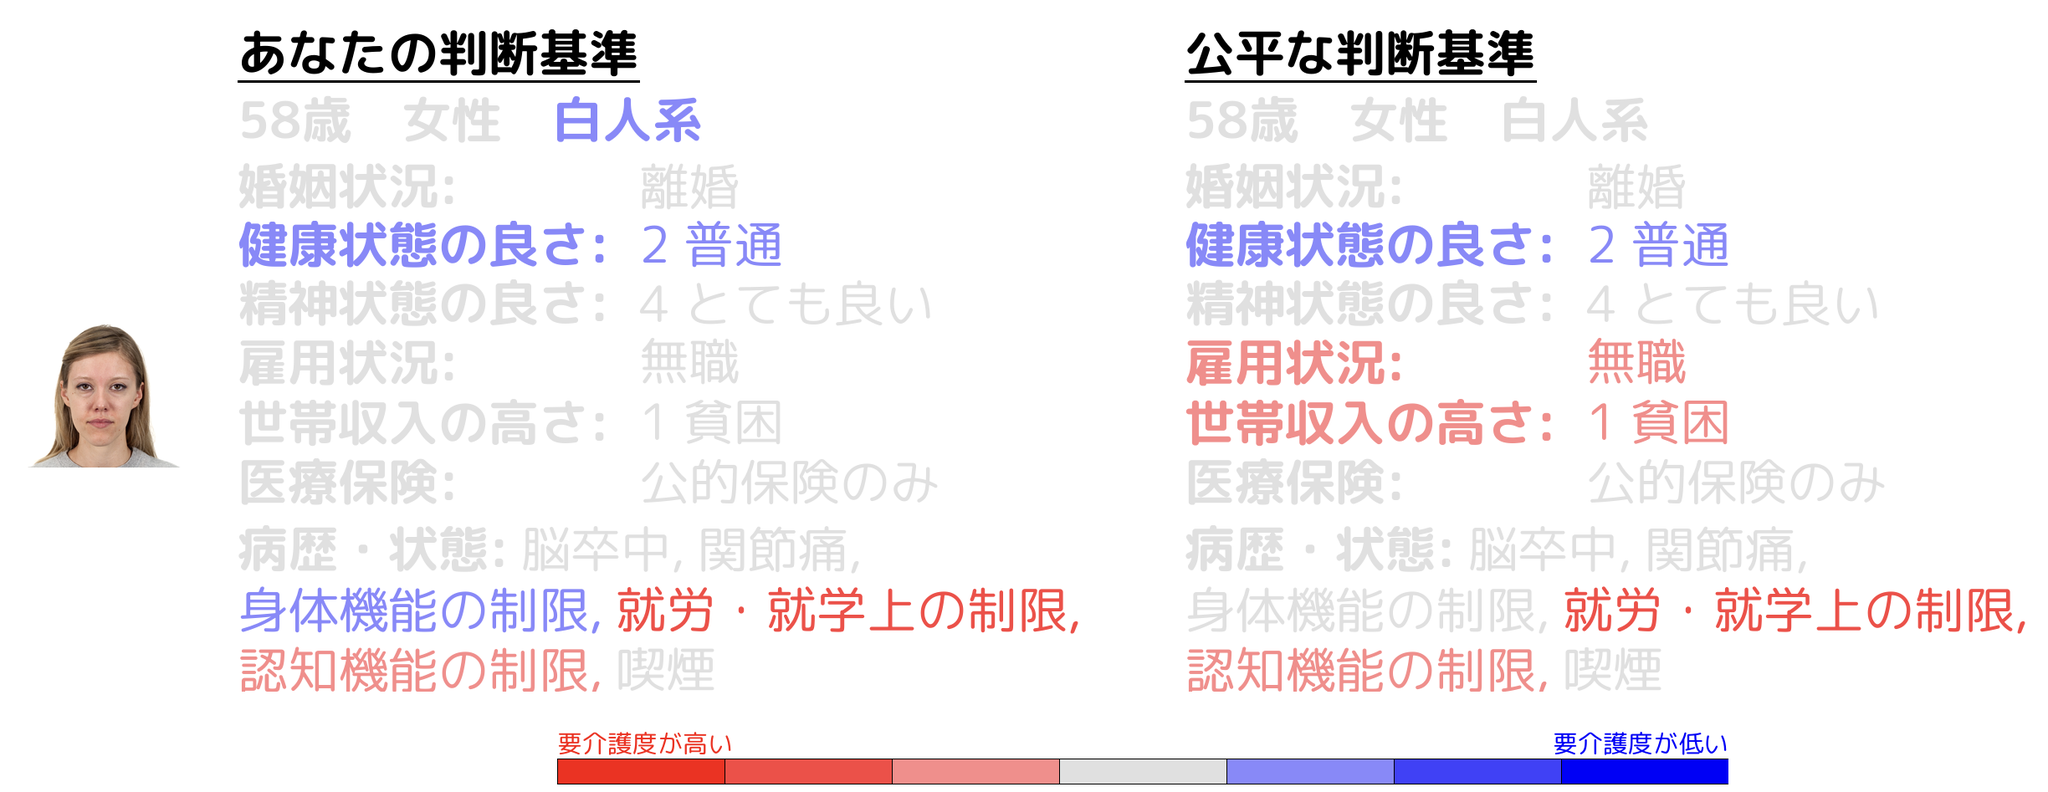 あなたの判断基準
58歳 女性 白人系
婚姻状況: 離婚
健康状態の良さ: 2 普通
精神状態の良さ: 4 とても良い
雇用状況: 無職
世帯収入の高さ: 1 貧困
医療保険: 公的保険のみ
病歴・状態: 脳卒中, 関節痛,
身体機能の制限, 就労・就学上の制限,
認知機能の制限, 喫煙
公平な判断基準
58歳 女性 白人系
婚姻状況: 離婚
健康状態の良さ: 2 普通
精神状態の良さ: 4 とても良い
雇用状況: 無職
世帯収入の高さ: 1 貧困
医療保険: 公的保険のみ
病歴・状態: 脳卒中, 関節痛,
身体機能の制限, 就労・就学上の制限,
認知機能の制限, 喫煙
要介護度が高い
要介護度が低い